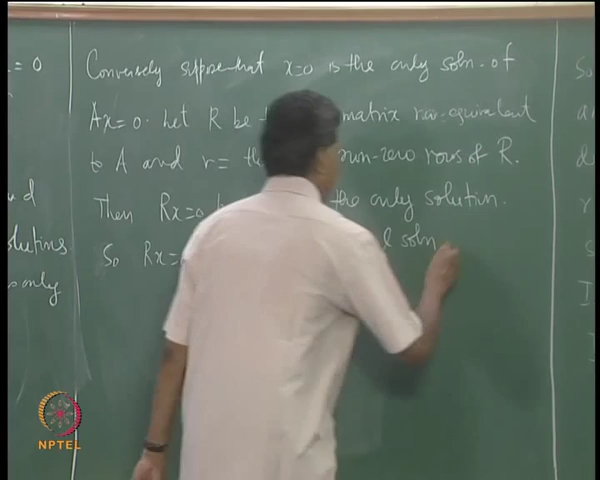 = 0
Conversely suppose that x=0 is the only soln. of
Ax=0. Let R be matrix row-equivalent
to A and r= the non-zero rows of R.
Then Rx=0 the only solution.
So Rx= soln
only
NPTEL